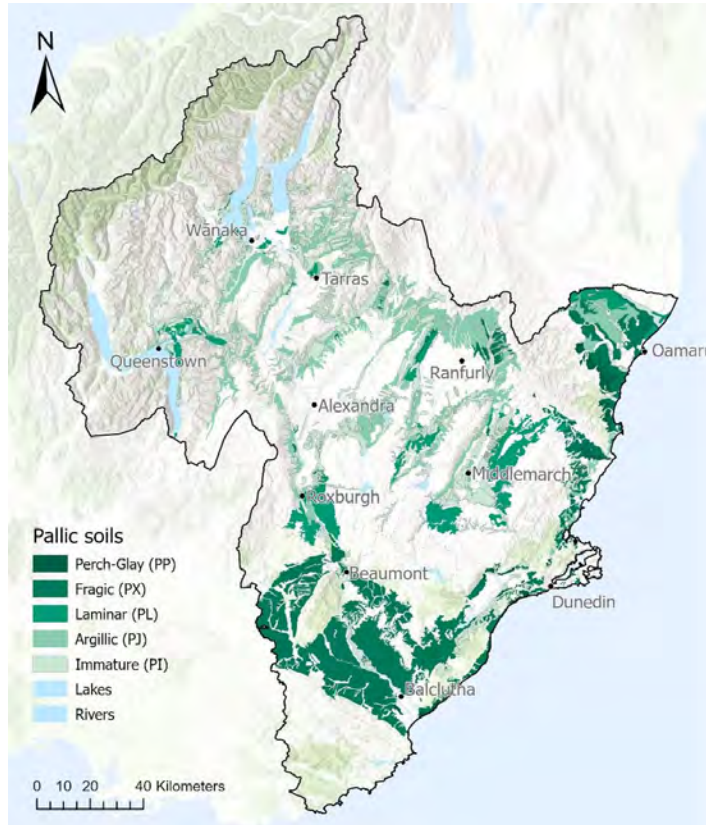 N
Wānaka
Tarras
Queenstown
Oamaru
Ranfurly
Alexandra
Middlemarch
Roxburgh
Pallic soils
Perch-Glay (PP)
Fragic (PX)
Laminar (PL)
Argillic (PJ)
Immature (PI)
Lakes
Rivers
Beaumont
Dunedin
Balclutha
0 10 20 40 Kilometers